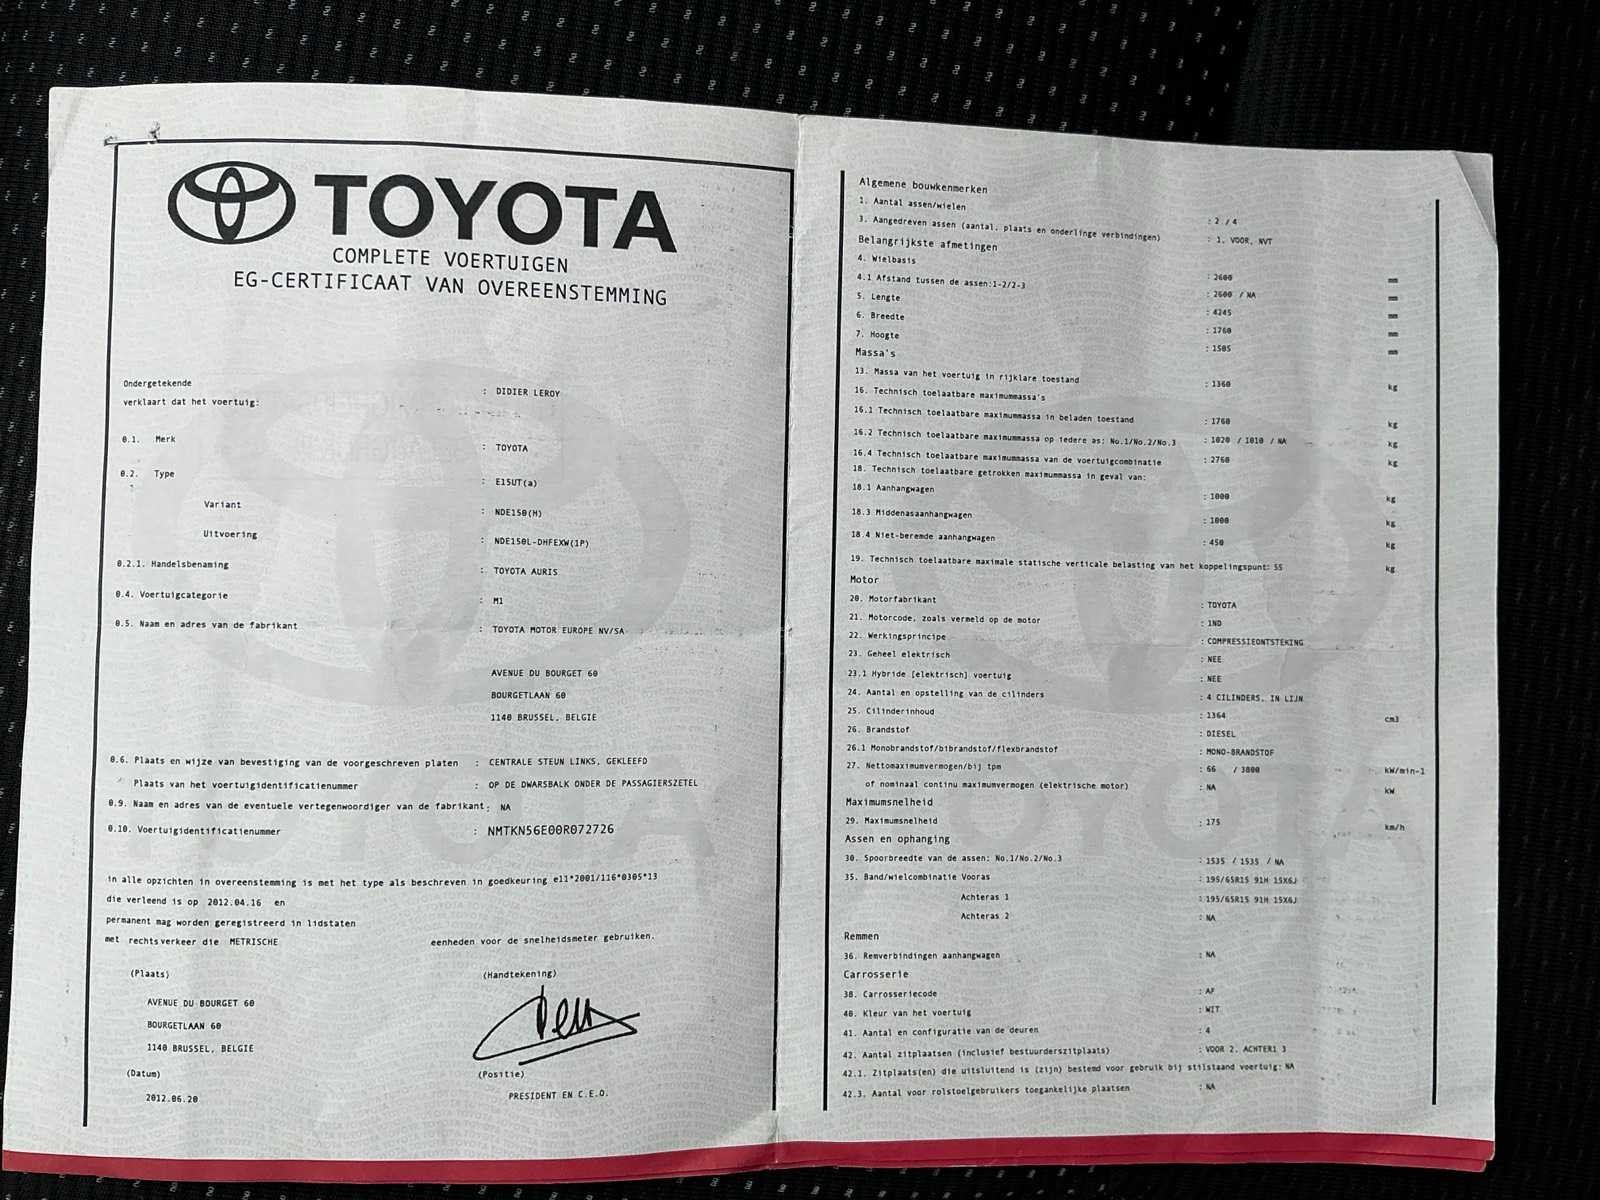 TOYOTA
COMPLETE VOERTUIGEN
EG-CERTIFICAAT VAN OVEREENSTEMMING
Ondergetekende : DIDIER LEROY
verklaart dat het voertuig:
0.1. Merk : TOYOTA
0.2. Type : E15UT(a)
Variant : NDE150(H)
Uitvoering : NDE150L-DHFEXW(1P)
0.2.1. Handelsbenaming : TOYOTA AURIS
0.4. Voertuigcategorie : M1
0.5. Naam en adres van de fabrikant : TOYOTA MOTOR EUROPE NV/SA
AVENUE DU BOURGET 60
BOURGETLAAN 60
1140 BRUSSEL, BELGIE
0.6. Plaats en wijze van bevestiging van de voorgeschreven platen : CENTRALE STEUN LINKS, GEKLEEFD
Plaats van het voertuigidentificatienummer : OP DE DWARSBALK ONDER DE PASSAGIERSZETEL
0.9. Naam en adres van de eventuele vertegenwoordiger van de fabrikant: NA
0.10. Voertuigidentificatienummer : NMTKN56E00R072726
in alle opzichten in overeenstemming is met het type als beschreven in goedkeuring e11*2001/116*0305*13
die verleend is op 2012.04.16 en
permanent mag worden geregistreerd in lidstaten
met rechtsverkeer die METRISCHE eenheden voor de snelheidsmeter gebruiken.
(Plaats) (Handtekening)
AVENUE DU BOURGET 60
BOURGETLAAN 60
1140 BRUSSEL, BELGIE
(Datum) (Positie)
2012.06.20 PRESIDENT EN C.E.O.
Algemene bouwkenmerken
1. Aantal assen/wielen : 2 / 4
3. Aangedreven assen (aantal, plaats en onderlinge verbindingen) : 1, VOOR, NVT
Belangrijkste afmetingen
4. Wielbasis : 2600 mm
4.1 Afstand tussen de assen:1-2/2-3 : 2600 / NA mm
5. Lengte : 4245 mm
6. Breedte : 1760 mm
7. Hoogte : 1505 mm
Massa's
13. Massa van het voertuig in rijklare toestand : 1360 kg
16. Technisch toelaatbare maximummassa's
16.1 Technisch toelaatbare maximummassa in beladen toestand : 1760 kg
16.2 Technisch toelaatbare maximummassa op iedere as: No.1/No.2/No.3 : 1020 / 1010 / NA kg
16.4 Technisch toelaatbare maximummassa van de voertuigcombinatie : 2760 kg
18. Technisch toelaatbare getrokken maximummassa in geval van:
18.1 Aanhangwagen : 1000 kg
18.3 Middenasaanhangwagen : 1000 kg
18.4 Niet-beremde aanhangwagen : 450 kg
19. Technisch toelaatbare maximale statische verticale belasting van het koppelingspunt: 55 kg
Motor
20. Motorfabrikant : TOYOTA
21. Motorcode, zoals vermeld op de motor : 1ND
22. Werkingsprincipe : COMPRESSIEONTSTEKING
23. Geheel elektrisch : NEE
23.1 Hybride [elektrisch] voertuig : NEE
24. Aantal en opstelling van de cilinders : 4 CILINDERS, IN LIJN
25. Cilinderinhoud : 1364 cm3
26. Brandstof : DIESEL
26.1 Monobrandstof/bibrandstof/flexbrandstof : MONO-BRANDSTOF
27. Nettomaximumvermogen/bij tpm : 66 / 3800 kW/min-1
of nominaal continu maximumvermogen (elektrische motor) : NA kW
Maximumsnelheid
29. Maximumsnelheid : 175 km/h
Assen en ophanging
30. Spoorbreedte van de assen: No.1/No.2/No.3 : 1535 / 1535 / NA
35. Band/wielcombinatie Vooras : 195/65R15 91H 15X6J
Achteras 1 : 195/65R15 91H 15X6J
Achteras 2 : NA
Remmen
36. Remverbindingen aanhangwagen : NA
Carrosserie
38. Carrosseriecode : AF
40. Kleur van het voertuig : WIT
41. Aantal en configuratie van de deuren : 4
42. Aantal zitplaatsen (inclusief bestuurderszitplaats) : VOOR 2, ACHTER1 3
42.1. Zitplaats(en) die uitsluitend is (zijn) bestemd voor gebruik bij stilstaand voertuig: NA
42.3. Aantal voor rolstoelgebruikers toegankelijke plaatsen : NA